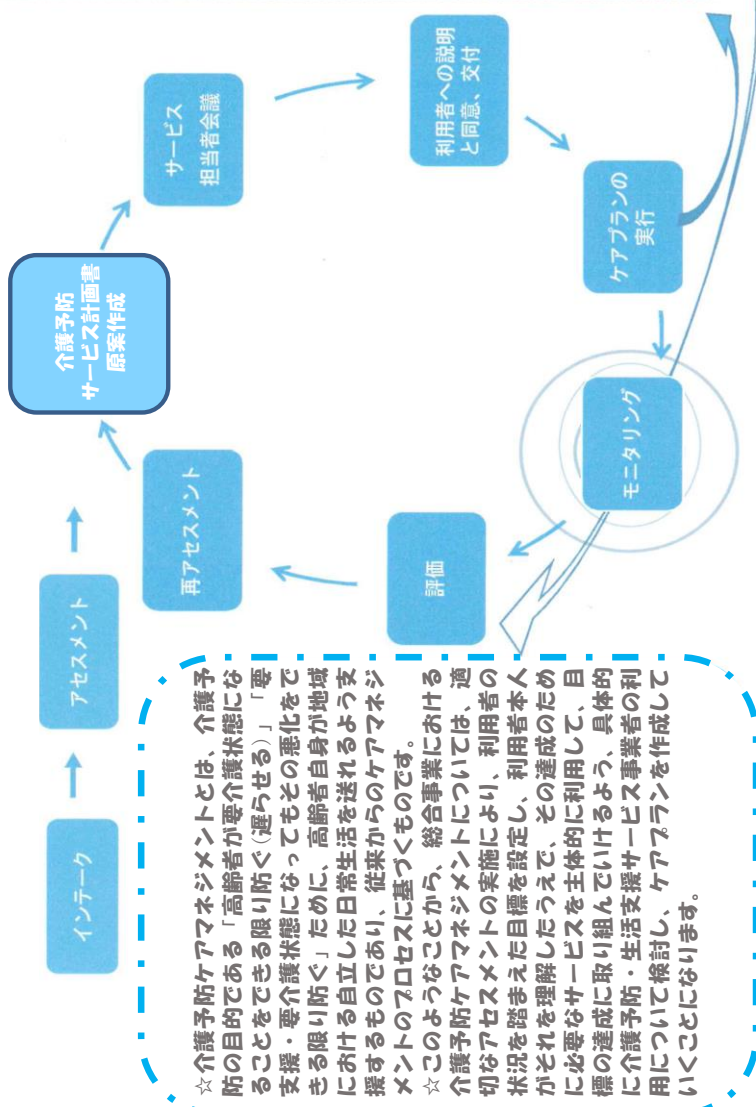 インテーク
アセスメント
介護予防
サービス計画書
原案作成
サービス
担当者会議
利用者への説明
と同意、交付
ケアプランの
実行
モニタリング
評価
再アセスメント
☆介護予防ケアマネジメントとは、介護予
防の目的である「高齢者が要介護状態にな
ることをできる限り防ぐ(遅らせる)」「要
支援・要介護状態になってもその悪化をで
きる限り防ぐ」ために、高齢者自身が地域
における自立した日常生活を送れるよう支
援するものであり、従来からのケアマネジ
メントのプロセスに基づくものです。
☆このようなことから、総合事業における
介護予防ケアマネジメントについては、適
切なアセスメントの実施により、利用者の
状況を踏まえた目標を設定し、利用者本人
がそれを理解したうえで、その達成のため
に必要なサービスを主体的に利用して、目
標の達成に取り組んでいけるよう、具体的
に介護予防・生活支援サービス事業者の利
用について検討し、ケアプランを作成して
いくことになります。